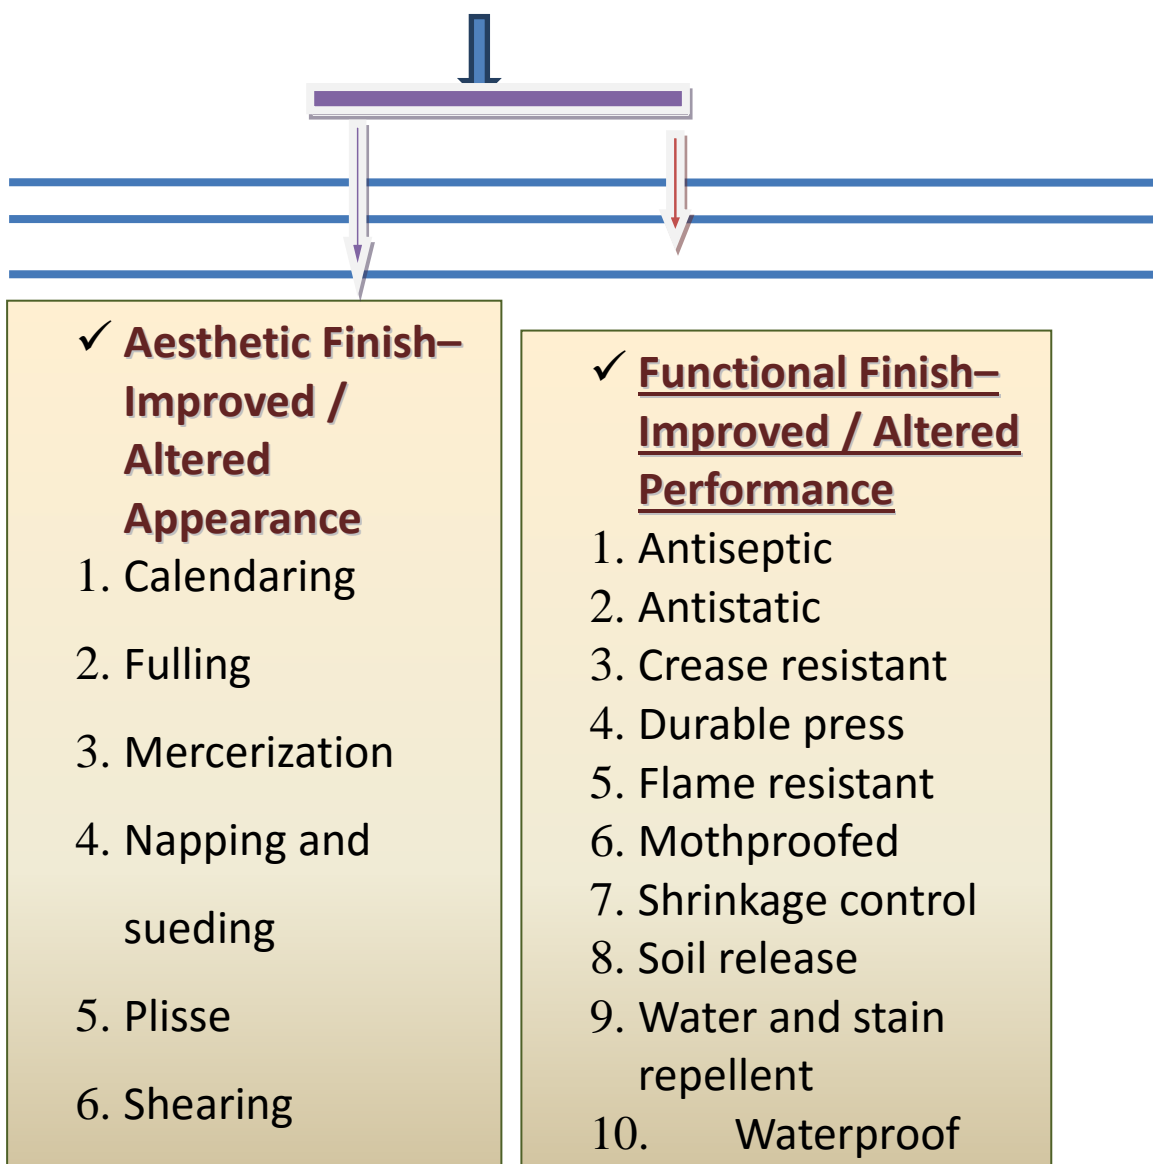 ✓ Aesthetic Finish–
Improved /
Altered
Appearance
1. Calendaring
2. Fulling
3. Mercerization
4. Napping and
sueding
5. Plisse
6. Shearing
✓ Functional Finish–
Improved / Altered
Performance
1. Antiseptic
2. Antistatic
3. Crease resistant
4. Durable press
5. Flame resistant
6. Mothproofed
7. Shrinkage control
8. Soil release
9. Water and stain
repellent
10. Waterproof